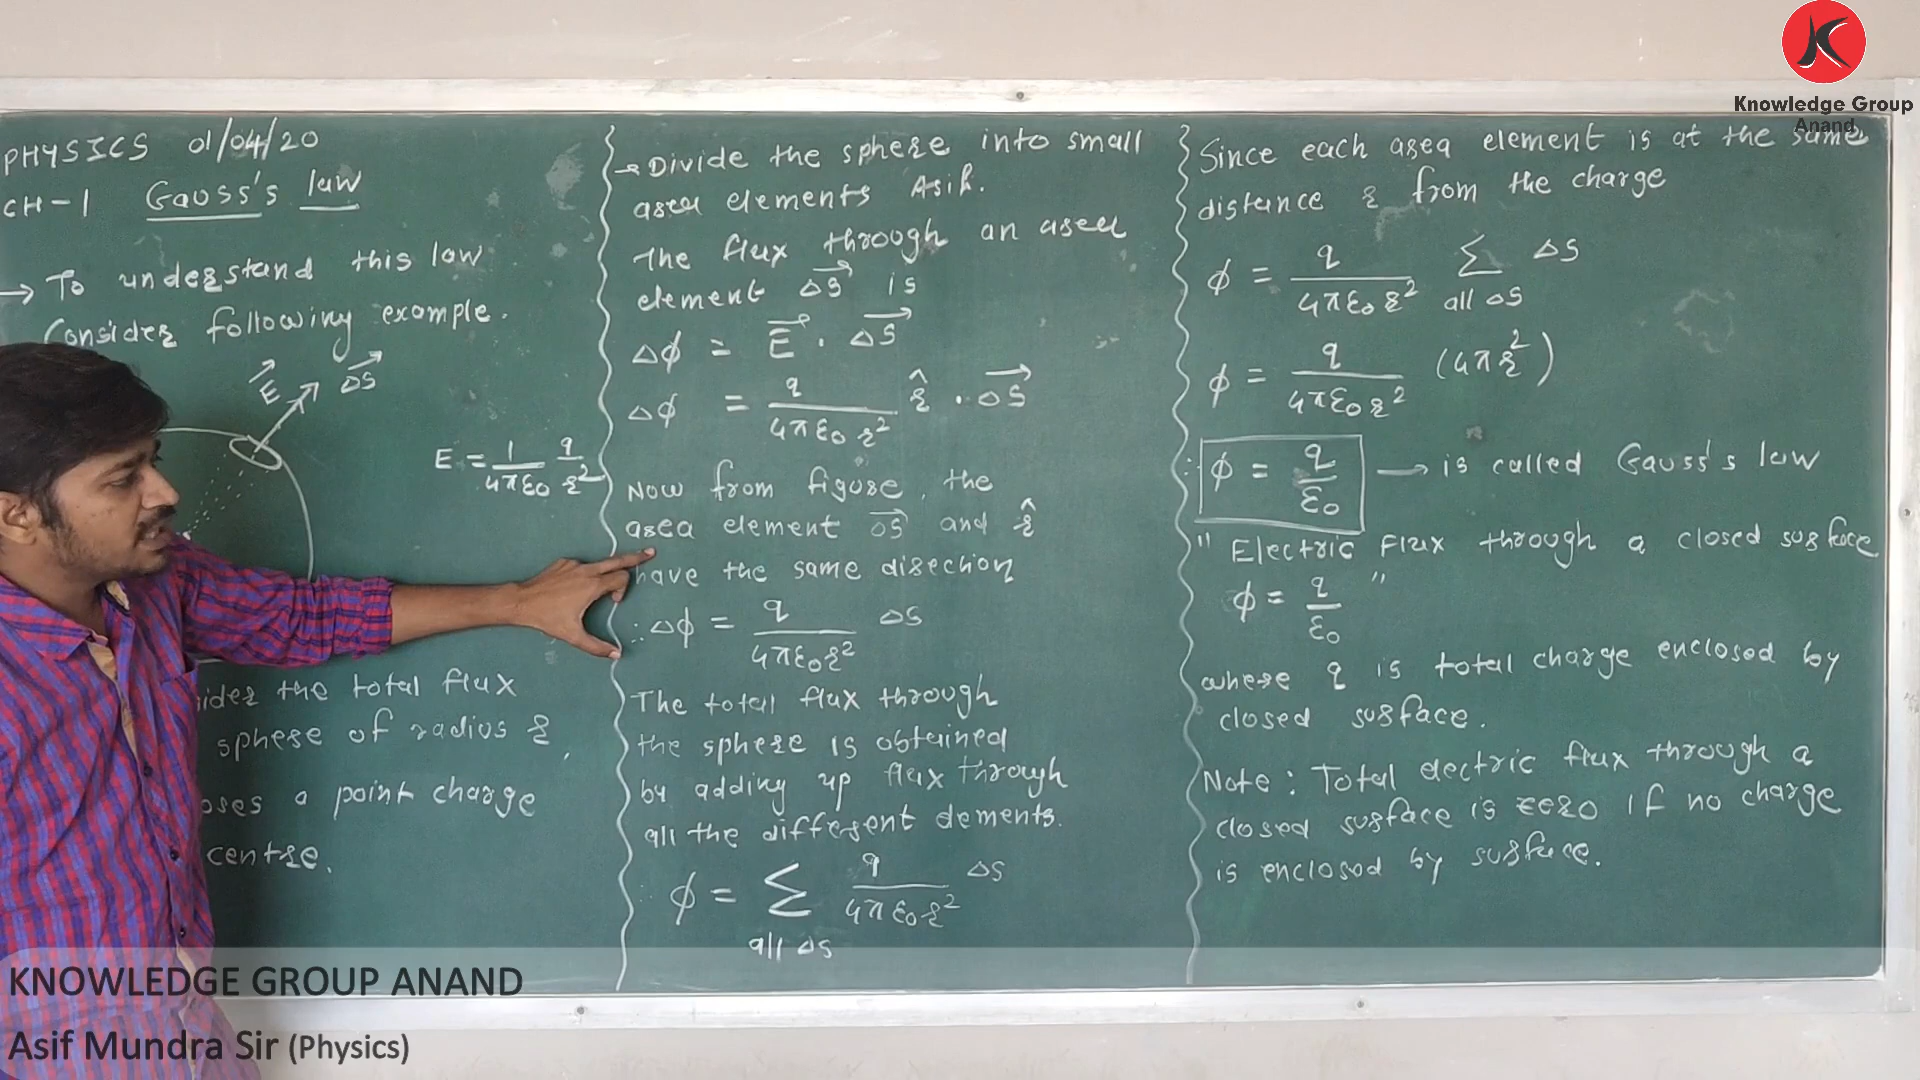 Knowledge Group
Anand
PHYSICS 01/04/20
CH-1 Gauss's law
→ To understand this law
Consider following example.
E⃗ ΔS⃗
E = 1/4πε₀ q/r²
ider the total flux
sphere of radius r,
oses a point charge
centre.
→ Divide the sphere into small
area elements
The flux through an area
element ΔS⃗ is
Δϕ = E⃗ · ΔS⃗
Δϕ = q/4πε₀r² r̂ · ΔS⃗
Now from figure, the
area element ΔS⃗ and r̂
have the same direction
∴ Δϕ = q/4πε₀r² ΔS
The total flux through
the sphere is obtained
by adding up flux through
all the different elements.
∴ ϕ = Σ q/4πε₀r² ΔS
all ΔS
Since each area element is at the same
distance r from the charge
ϕ = q/4πε₀r² Σ ΔS
all ΔS
ϕ = q/4πε₀r² (4πr²)
∴ ϕ = q/ε₀ → is called Gauss's law
" Electric Flux through a closed surface
ϕ = q/ε₀ "
where q is total charge enclosed by
closed surface.
Note: Total electric flux through a
closed surface is zero if no charge
is enclosed by surface.
KNOWLEDGE GROUP ANAND
Asif Mundra Sir (Physics)